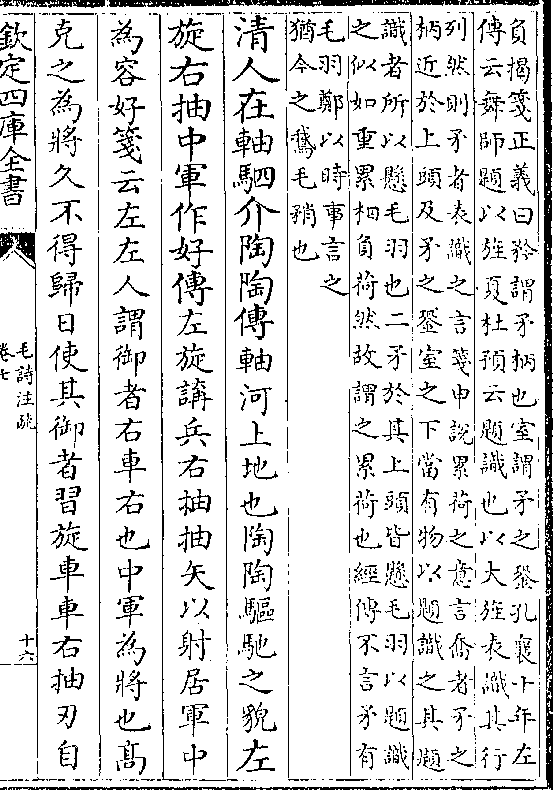 負揭箋正義曰矜謂矛柄也室謂矛之銎孔襄十年左
傳云舞師題以旌夏杜預云題識也以大旌表識其行
列然則矛者表識之言箋申說累荷之意言喬者矛之
柄近於上頭及矛之銎室之下當有物以題識之其題
識者所以懸毛羽也二矛於其上頭皆懸毛羽以題識
之似如重累相負荷然故謂之累荷也經傳不言矛有
毛羽鄭以時事言之
猶今之鵞毛矟也
清人在軸駟介陶陶傳軸河上地也陶陶驅馳之貌左
旋右抽中軍作好傳左旋講兵右抽抽矢以射居軍中
為容好箋云左左人謂御者右車右也中軍為將也髙
克之為將久不得歸日使其御者習旋車車右抽刃自
欽定四庫全書
毛詩注疏
卷七
十六